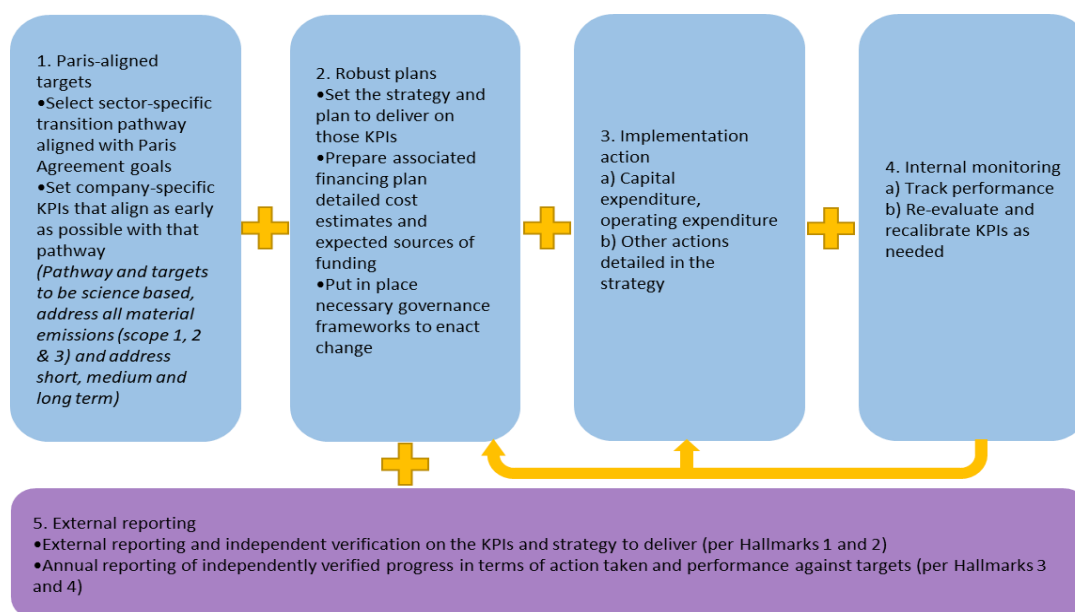 1. Paris-aligned
targets
•Select sector-specific
transition pathway
aligned with Paris
Agreement goals
•Set company-specific
KPIs that align as early
as possible with that
pathway
(Pathway and targets
to be science based,
address all material
emissions (scope 1, 2
& 3) and address
short, medium and
long term)
2. Robust plans
•Set the strategy and
plan to deliver on
those KPIs
•Prepare associated
financing plan
detailed cost
estimates and
expected sources of
funding
•Put in place
necessary governance
frameworks to enact
change
3. Implementation
action
a) Capital
expenditure,
operating expenditure
b) Other actions
detailed in the
strategy
4. Internal monitoring
a) Track performance
b) Re-evaluate and
recalibrate KPIs as
needed
5. External reporting
•External reporting and independent verification on the KPIs and strategy to deliver (per Hallmarks 1 and 2)
•Annual reporting of independently verified progress in terms of action taken and performance against targets (per Hallmarks 3
and 4)